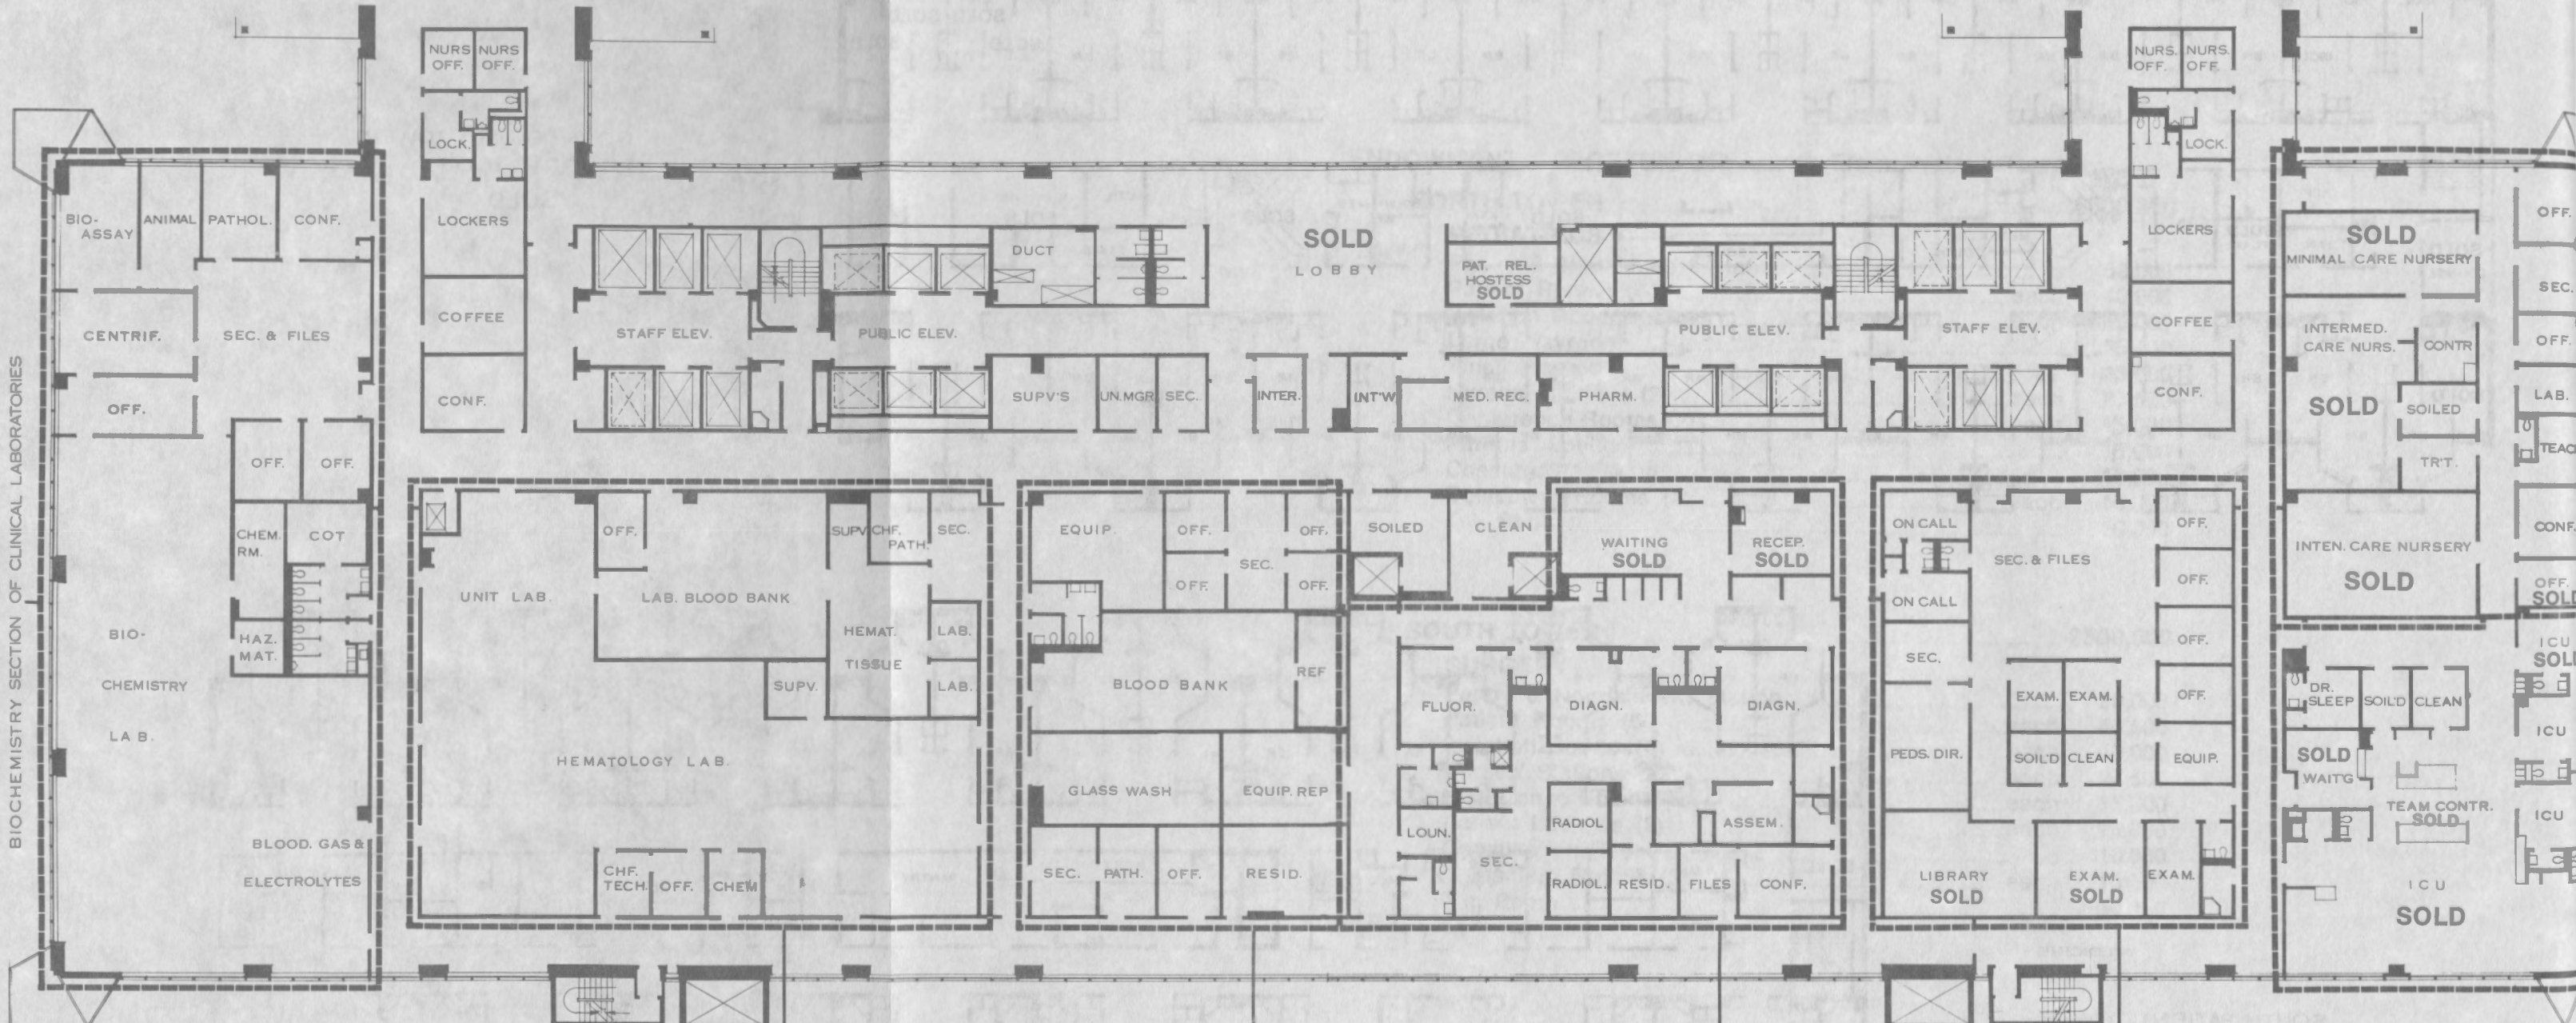 NURS OFF.
NURS OFF.
LOCK.
LOCKERS
COFFEE
CONF.
BIOCHEMISTRY SECTION OF CLINICAL LABORATORIES
BIO-ASSAY
ANIMAL
PATHOL.
CONF.
CENTRIF.
SEC. & FILES
OFF.
OFF.
OFF.
CHEM. RM.
COT
HAZ. MAT.
BIO-
CHEMISTRY
LAB.
BLOOD. GAS &
ELECTROLYTES
STAFF ELEV.
PUBLIC ELEV.
DUCT
SUPV'S
UN.MGR.
SEC.
SOLD
LOBBY
INTER.
INT'W
MED. REC.
PHARM.
PAT. REL.
HOSTESS
SOLD
PUBLIC ELEV.
STAFF ELEV.
NURS. OFF.
NURS. OFF.
LOCK.
LOCKERS
COFFEE
CONF.
UNIT LAB.
OFF.
LAB. BLOOD BANK
SUPV.
CHF. PATH.
SEC.
HEMAT.
TISSUE
LAB.
LAB.
SUPV.
HEMATOLOGY LAB.
CHF. TECH.
OFF.
CHEM
EQUIP.
OFF.
OFF.
SEC.
OFF.
OFF.
BLOOD BANK
REF
GLASS WASH
EQUIP. REP
SEC.
PATH.
OFF.
RESID.
SOILED
CLEAN
WAITING
SOLD
RECEP.
SOLD
FLUOR.
DIAGN.
DIAGN.
LOUN.
SEC.
RADIOL
RADIOL.
ASSEM.
RESID.
FILES
CONF.
ON CALL
ON CALL
SEC. & FILES
OFF.
OFF.
OFF.
OFF.
EQUIP.
SEC.
EXAM.
EXAM.
SOIL'D
CLEAN
PEDS. DIR.
LIBRARY
SOLD
EXAM.
SOLD
EXAM.
SOLD
MINIMAL CARE NURSERY
INTERMED.
CARE NURS.
CONTR
SOLD
SOILED
TR'T.
INTEN. CARE NURSERY
SOLD
OFF.
SEC.
OFF.
LAB.
CONF.
OFF.
DR. SLEEP
SOIL'D
CLEAN
SOLD
WAIT'G
TEAM CONTR.
SOLD
ICU
ICU
ICU
ICU
SOLD